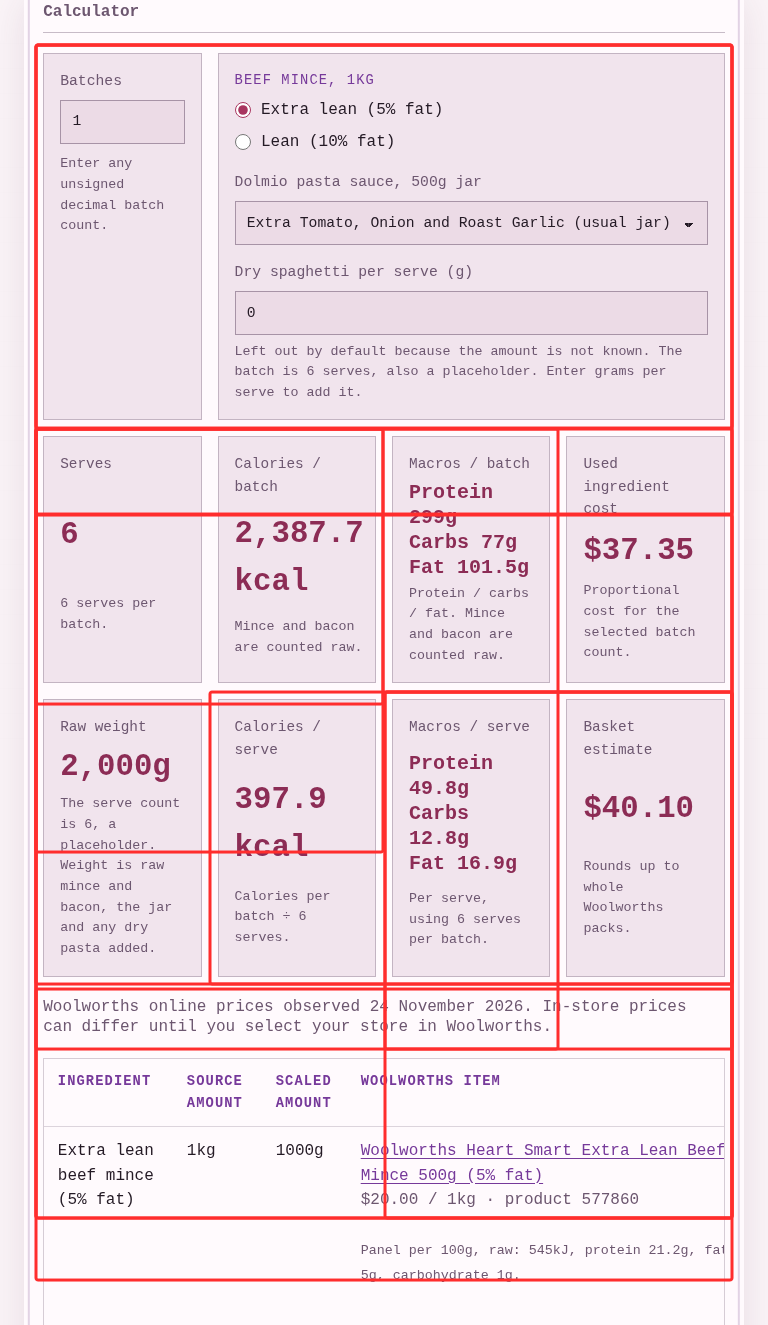 Calculator
Batches
1
Enter any
unsigned
decimal batch
count.
BEEF MINCE, 1KG
Extra lean (5% fat)
Lean (10% fat)
Dolmio pasta sauce, 500g jar
Extra Tomato, Onion and Roast Garlic (usual jar)
Dry spaghetti per serve (g)
0
Left out by default because the amount is not known. The
batch is 6 serves, also a placeholder. Enter grams per
serve to add it.
Serves
6
6 serves per
batch.
Calories /
batch
2,387.7
kcal
Mince and bacon
are counted raw.
Macros / batch
Protein
299g
Carbs 77g
Fat 101.5g
Protein / carbs
/ fat. Mince
and bacon are
counted raw.
Used
ingredient
cost
$37.35
Proportional
cost for the
selected batch
count.
Raw weight
2,000g
The serve count
is 6, a
placeholder.
Weight is raw
mince and
bacon, the jar
and any dry
pasta added.
Calories /
serve
397.9
kcal
Calories per
batch ÷ 6
serves.
Macros / serve
Protein
49.8g
Carbs
12.8g
Fat 16.9g
Per serve,
using 6 serves
per batch.
Basket
estimate
$40.10
Rounds up to
whole
Woolworths
packs.
Woolworths online prices observed 24 November 2026. In-store prices
can differ until you select your store in Woolworths.
INGREDIENT
SOURCE
AMOUNT
SCALED
AMOUNT
WOOLWORTHS ITEM
Extra lean
beef mince
(5% fat)
1kg
1000g
Woolworths Heart Smart Extra Lean Beef
Mince 500g (5% fat)
$20.00 / 1kg · product 577860
Panel per 100g, raw: 545kJ, protein 21.2g, fat
5g, carbohydrate 1g.